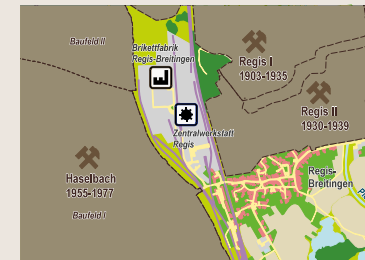 Baufeld II
Brikettfabrik
Regis-Breitingen
Regis I
1903-1935
Regis II
1930-1939
Zentralwerkstatt
Regis
Haselbach
1955-1977
Baufeld I
Regis-
Breitingen